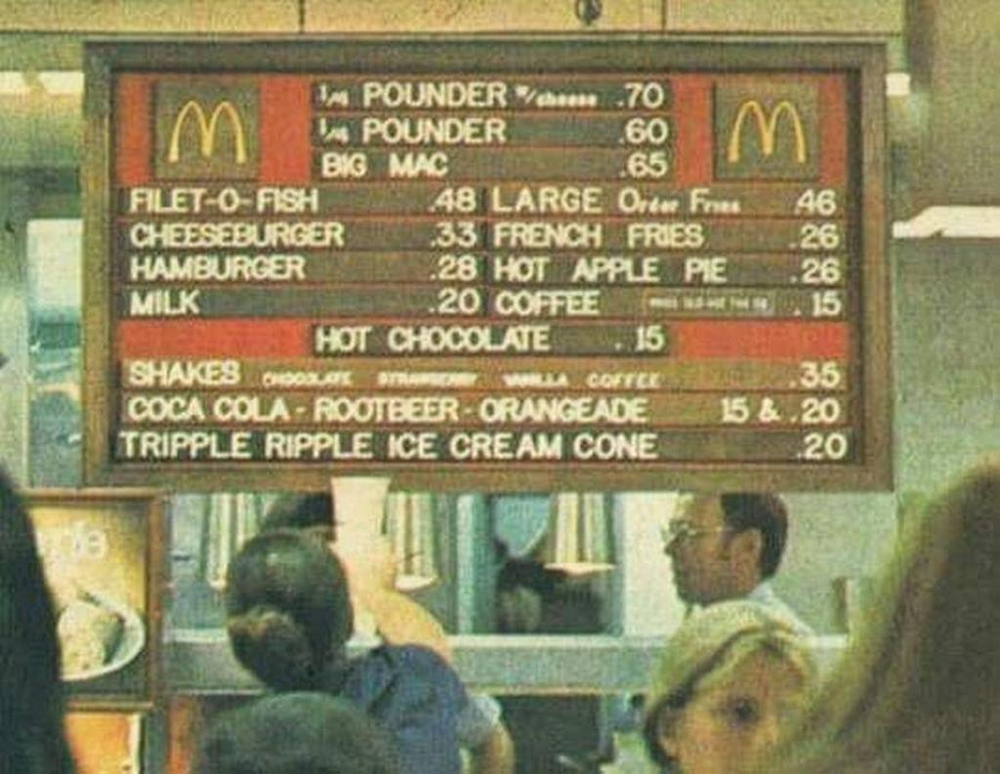 1/4 POUNDER w/cheese .70
1/4 POUNDER .60
BIG MAC .65
FILET-O-FISH .48 LARGE Order Fries .46
CHEESEBURGER .33 FRENCH FRIES .26
HAMBURGER .28 HOT APPLE PIE .26
MILK .20 COFFEE . 15
HOT CHOCOLATE . 15
SHAKES CHOCOLATE STRAWBERRY VANILLA COFFEE .35
COCA COLA - ROOTBEER - ORANGEADE 15 & .20
TRIPPLE RIPPLE ICE CREAM CONE .20